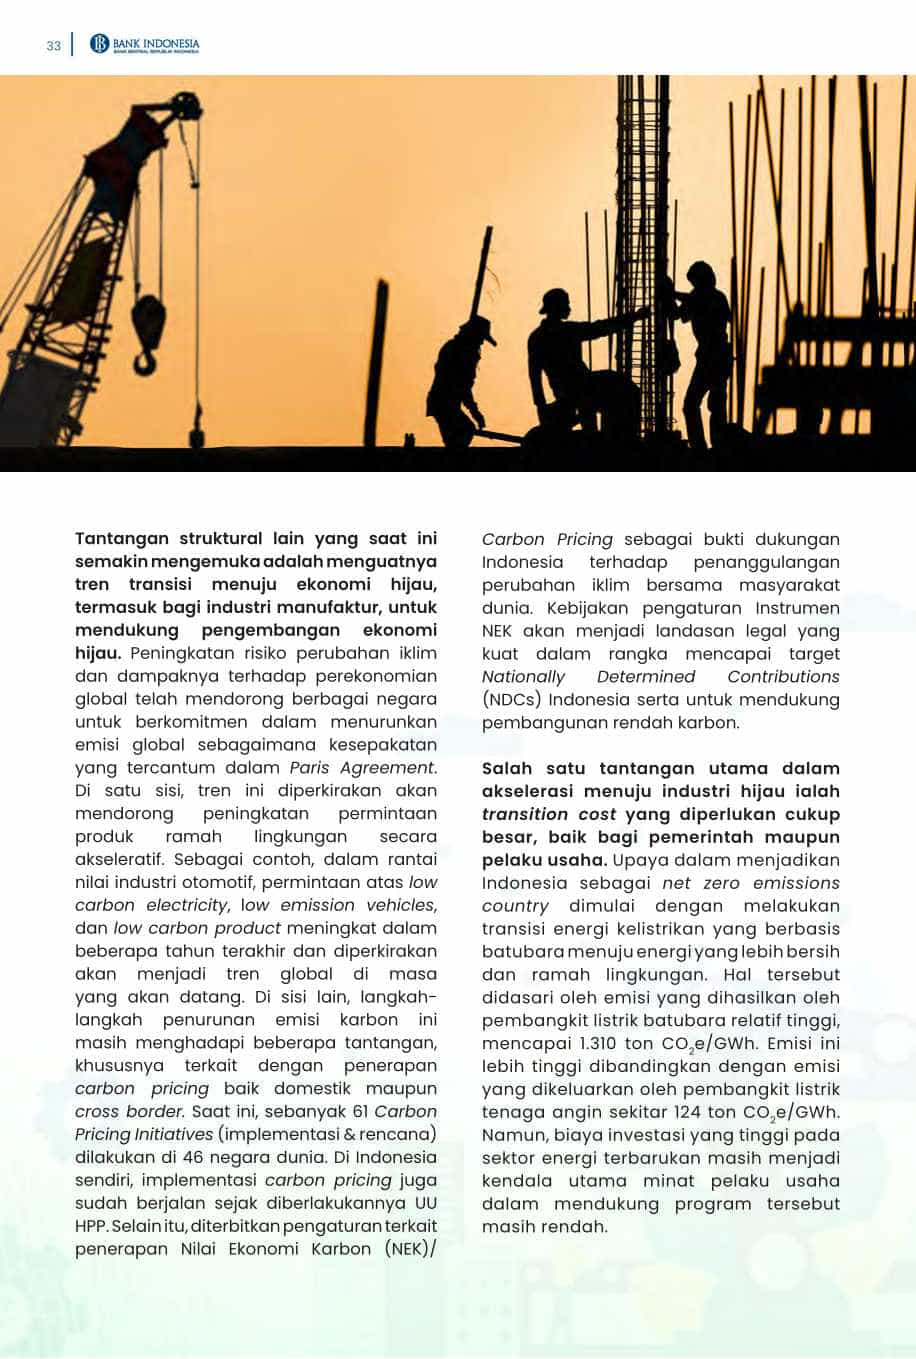 33
BANK INDONESIA
BANK SENTRAL REPUBLIK INDONESIA
Tantangan struktural lain yang saat ini
semakin mengemuka adalah menguatnya
tren transisi menuju ekonomi hijau,
termasuk bagi industri manufaktur, untuk
mendukung pengembangan ekonomi
hijau. Peningkatan risiko perubahan iklim
dan dampaknya terhadap perekonomian
global telah mendorong berbagai negara
untuk berkomitmen dalam menurunkan
emisi global sebagaimana kesepakatan
yang tercantum dalam Paris Agreement.
Di satu sisi, tren ini diperkirakan akan
mendorong peningkatan permintaan
produk ramah lingkungan secara
akseleratif. Sebagai contoh, dalam rantai
nilai industri otomotif, permintaan atas low
carbon electricity, low emission vehicles,
dan low carbon product meningkat dalam
beberapa tahun terakhir dan diperkirakan
akan menjadi tren global di masa
yang akan datang. Di sisi lain, langkah-
langkah penurunan emisi karbon ini
masih menghadapi beberapa tantangan,
khususnya terkait dengan penerapan
carbon pricing baik domestik maupun
cross border. Saat ini, sebanyak 61 Carbon
Pricing Initiatives (implementasi & rencana)
dilakukan di 46 negara dunia. Di Indonesia
sendiri, implementasi carbon pricing juga
sudah berjalan sejak diberlakukannya UU
HPP. Selain itu, diterbitkan pengaturan terkait
penerapan Nilai Ekonomi Karbon (NEK)/
Carbon Pricing sebagai bukti dukungan
Indonesia terhadap penanggulangan
perubahan iklim bersama masyarakat
dunia. Kebijakan pengaturan Instrumen
NEK akan menjadi landasan legal yang
kuat dalam rangka mencapai target
Nationally Determined Contributions
(NDCs) Indonesia serta untuk mendukung
pembangunan rendah karbon.
Salah satu tantangan utama dalam
akselerasi menuju industri hijau ialah
transition cost yang diperlukan cukup
besar, baik bagi pemerintah maupun
pelaku usaha. Upaya dalam menjadikan
Indonesia sebagai net zero emissions
country dimulai dengan melakukan
transisi energi kelistrikan yang berbasis
batubara menuju energi yang lebih bersih
dan ramah lingkungan. Hal tersebut
didasari oleh emisi yang dihasilkan oleh
pembangkit listrik batubara relatif tinggi,
mencapai 1.310 ton CO₂e/GWh. Emisi ini
lebih tinggi dibandingkan dengan emisi
yang dikeluarkan oleh pembangkit listrik
tenaga angin sekitar 124 ton CO₂e/GWh.
Namun, biaya investasi yang tinggi pada
sektor energi terbarukan masih menjadi
kendala utama minat pelaku usaha
dalam mendukung program tersebut
masih rendah.